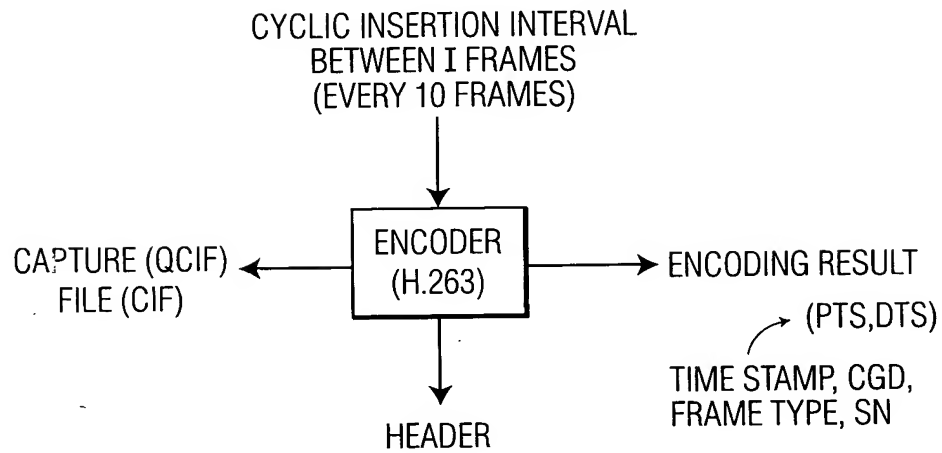 CYCLIC INSERTION INTERVAL
BETWEEN I FRAMES
(EVERY 10 FRAMES)
ENCODER
(H.263)
CAPTURE (QCIF)
FILE (CIF)
ENCODING RESULT
(PTS,DTS)
TIME STAMP, CGD,
FRAME TYPE, SN
HEADER